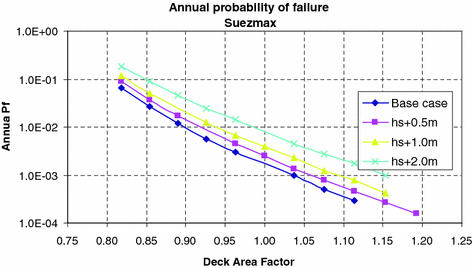 Annual probability of failure
Suezmax
1.0E+00
1.0E-01
1.0E-02
1.0E-03
1.0E-04
Annua Pf
0.75 0.80 0.85 0.90 0.95 1.00 1.05 1.10 1.15 1.20 1.25
Deck Area Factor
Base case
hs+0.5m
hs+1.0m
hs+2.0m